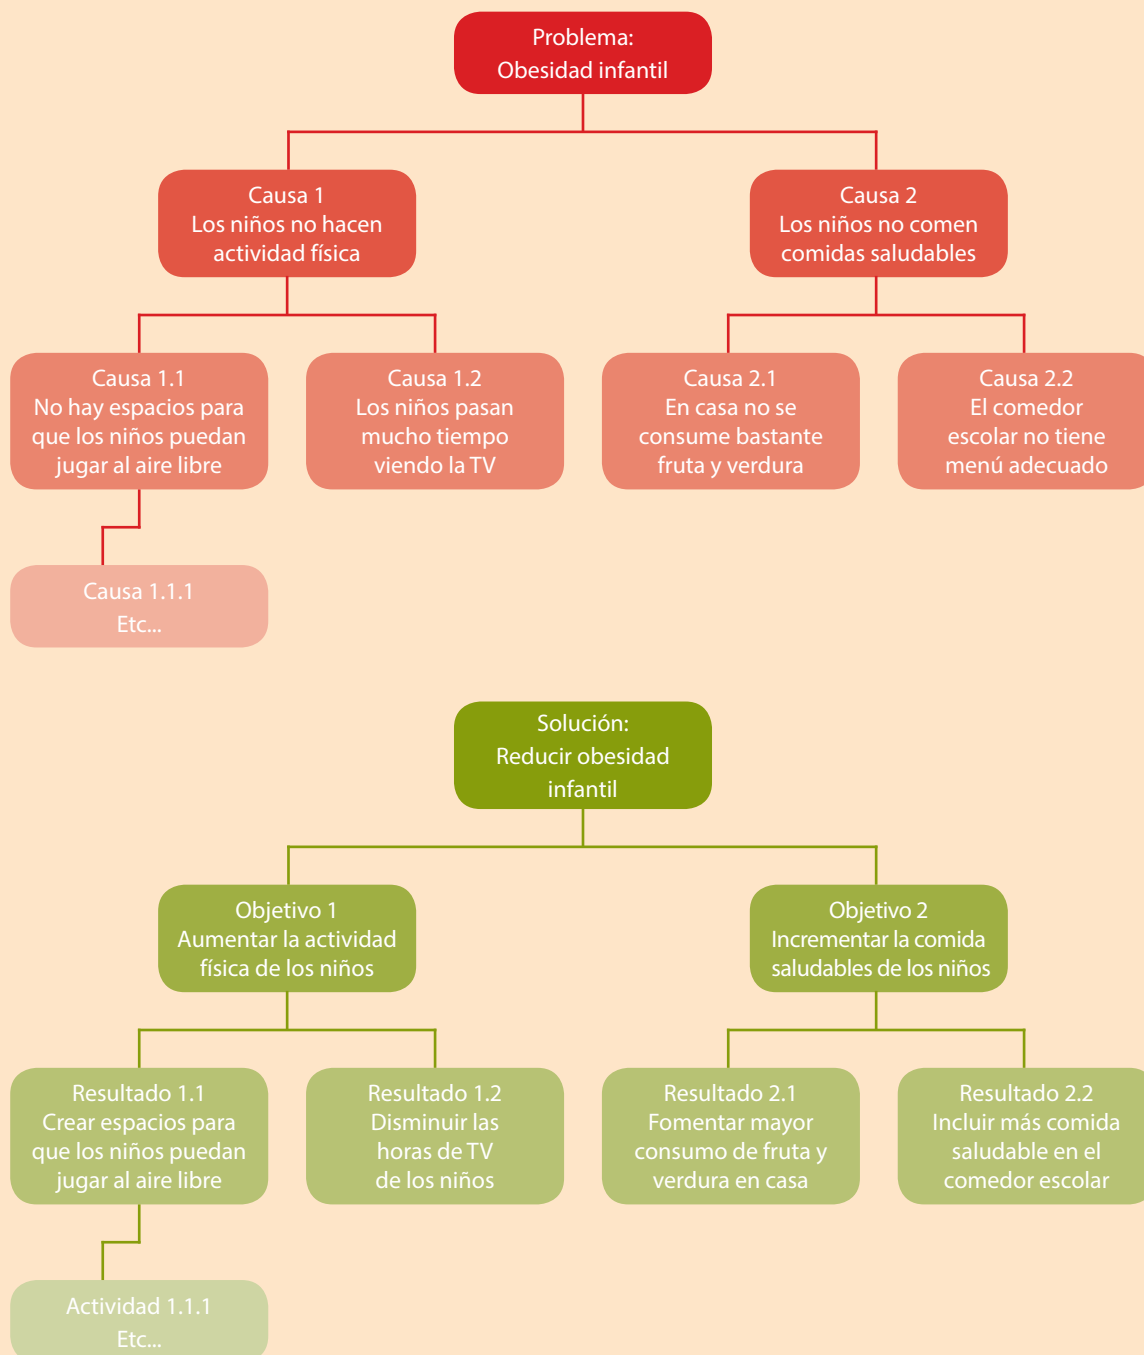 Problema:
Obesidad infantil
Causa 1
Los niños no hacen
actividad física
Causa 2
Los niños no comen
comidas saludables
Causa 1.1
No hay espacios para
que los niños puedan
jugar al aire libre
Causa 1.2
Los niños pasan
mucho tiempo
viendo la TV
Causa 2.1
En casa no se
consume bastante
fruta y verdura
Causa 2.2
El comedor
escolar no tiene
menú adecuado
Causa 1.1.1
Etc...
Solución:
Reducir obesidad
infantil
Objetivo 1
Aumentar la actividad
física de los niños
Objetivo 2
Incrementar la comida
saludables de los niños
Resultado 1.1
Crear espacios para
que los niños puedan
jugar al aire libre
Resultado 1.2
Disminuir las
horas de TV
de los niños
Resultado 2.1
Fomentar mayor
consumo de fruta y
verdura en casa
Resultado 2.2
Incluir más comida
saludable en el
comedor escolar
Actividad 1.1.1
Etc...